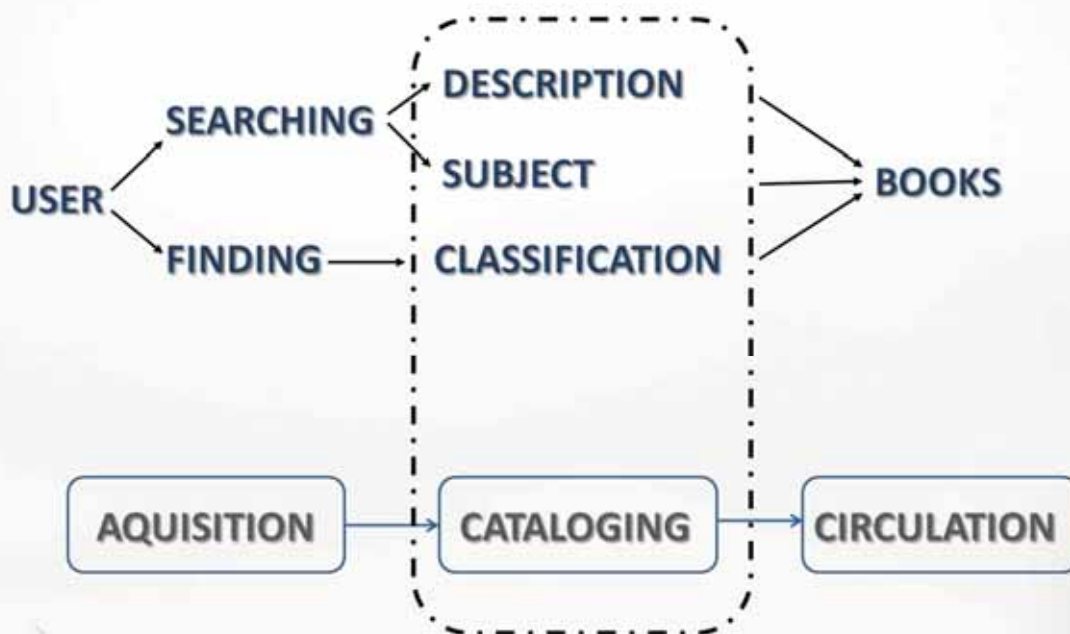 DESCRIPTION
SEARCHING
SUBJECT
USER
BOOKS
FINDING
CLASSIFICATION
AQUISITION
CATALOGING
CIRCULATION